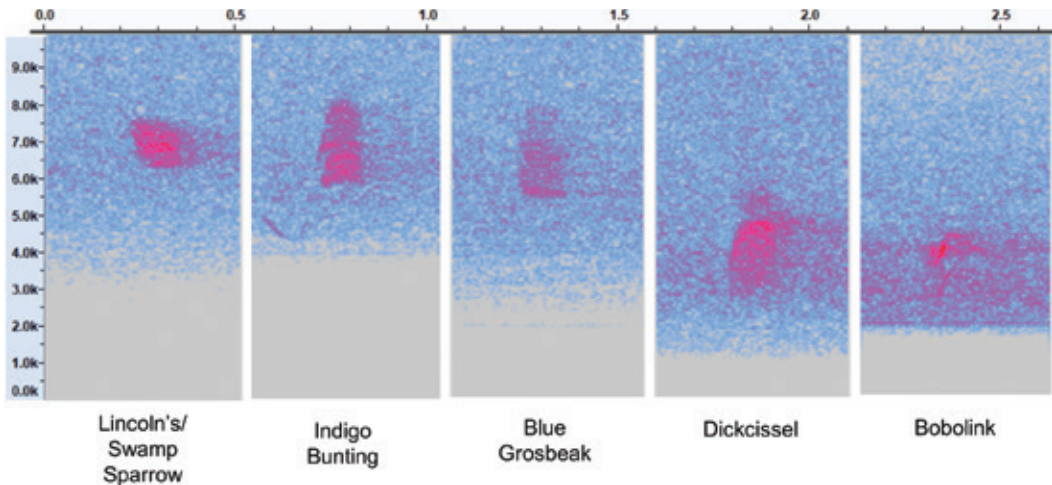 0.0 0.5 1.0 1.5 2.0 2.5
9.0k
8.0k
7.0k
6.0k
5.0k
4.0k
3.0k
2.0k
1.0k
0.0k
Lincoln's/
Swamp
Sparrow
Indigo
Bunting
Blue
Grosbeak
Dickcissel
Bobolink